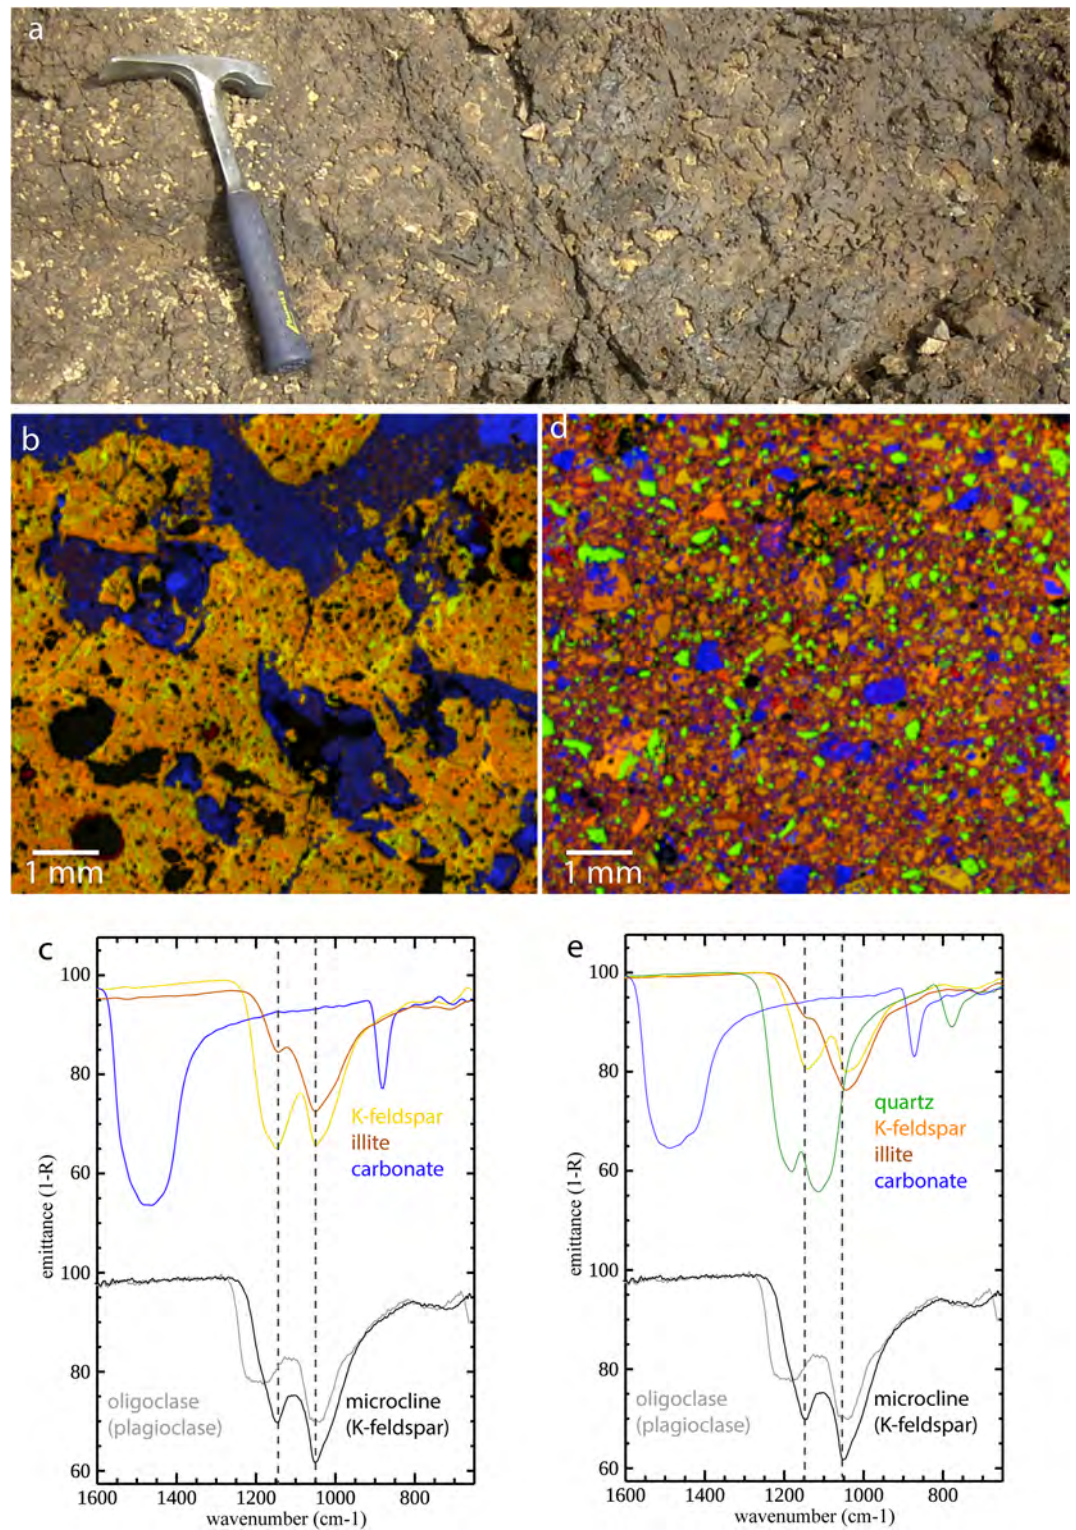 a
b
d
1 mm
1 mm
c
100
80
60
100
80
60
emittance (1-R)
K-feldspar
illite
carbonate
oligoclase
(plagioclase)
microcline
(K-feldspar)
1600
1400
1200
1000
800
wavenumber (cm-1)
e
100
80
60
100
80
60
emittance (1-R)
quartz
K-feldspar
illite
carbonate
oligoclase
(plagioclase)
microcline
(K-feldspar)
1600
1400
1200
1000
800
wavenumber (cm-1)